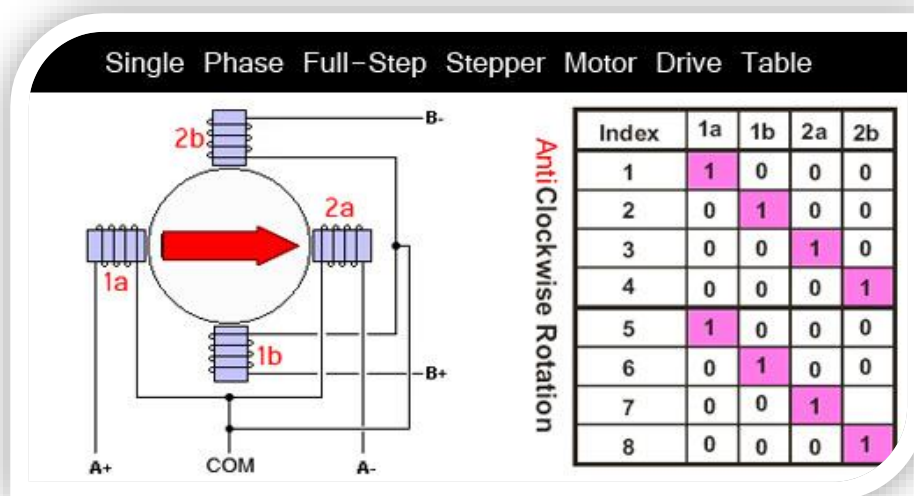 Single Phase Full-Step Stepper Motor Drive Table
B-
2b
2a
1a
1b
B+
A+ COM A-
AntiClockwise Rotation
Index 1a 1b 2a 2b
1 1 0 0 0
2 0 1 0 0
3 0 0 1 0
4 0 0 0 1
5 1 0 0 0
6 0 1 0 0
7 0 0 1
8 0 0 0 1